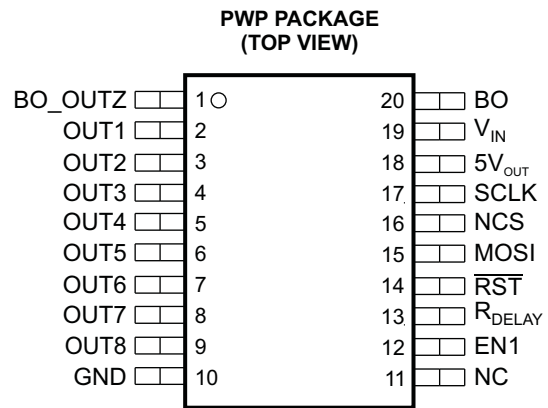 PWP PACKAGE
(TOP VIEW)
BO_OUTZ 1 20 BO
OUT1 2 19 VIN
OUT2 3 18 5VOUT
OUT3 4 17 SCLK
OUT4 5 16 NCS
OUT5 6 15 MOSI
OUT6 7 14 RST
OUT7 8 13 RDELAY
OUT8 9 12 EN1
GND 10 11 NC